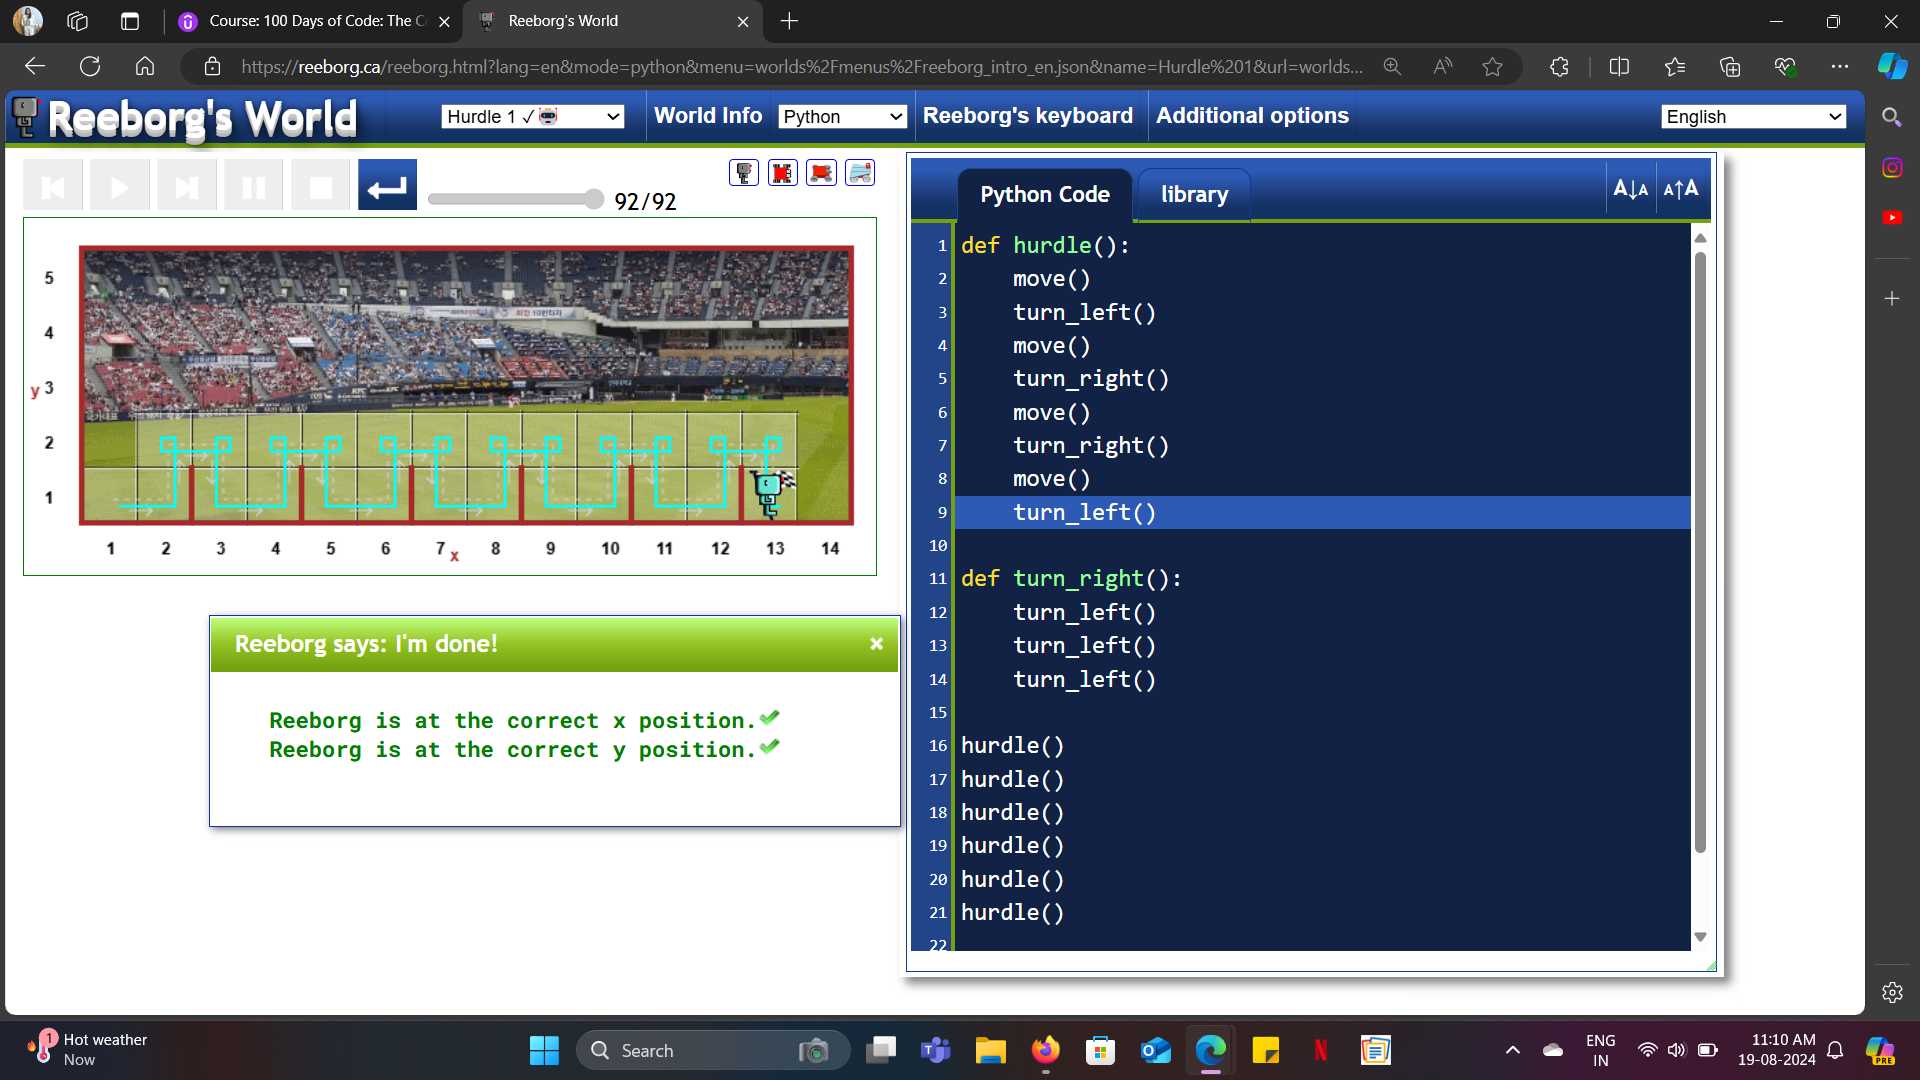 Course: 100 Days of Code: The C
Reeborg's World
https://reeborg.ca/reeborg.html?lang=en&mode=python&menu=worlds%2Fmenus%2Freeborg_intro_en.json&name=Hurdle%201&url=worlds...
Reeborg's World
Hurdle 1 ✓
World Info
Python
Reeborg's keyboard
Additional options
English
92/92
5
4
y 3
2
1
1 2 3 4 5 6 7 x 8 9 10 11 12 13 14
Reeborg says: I'm done!
Reeborg is at the correct x position.
Reeborg is at the correct y position.
Python Code
library
1 def hurdle():
2     move()
3     turn_left()
4     move()
5     turn_right()
6     move()
7     turn_right()
8     move()
9     turn_left()
10
11 def turn_right():
12     turn_left()
13     turn_left()
14     turn_left()
15
16 hurdle()
17 hurdle()
18 hurdle()
19 hurdle()
20 hurdle()
21 hurdle()
22
1
Hot weather
Now
Search
ENG
IN
11:10 AM
19-08-2024
PRE